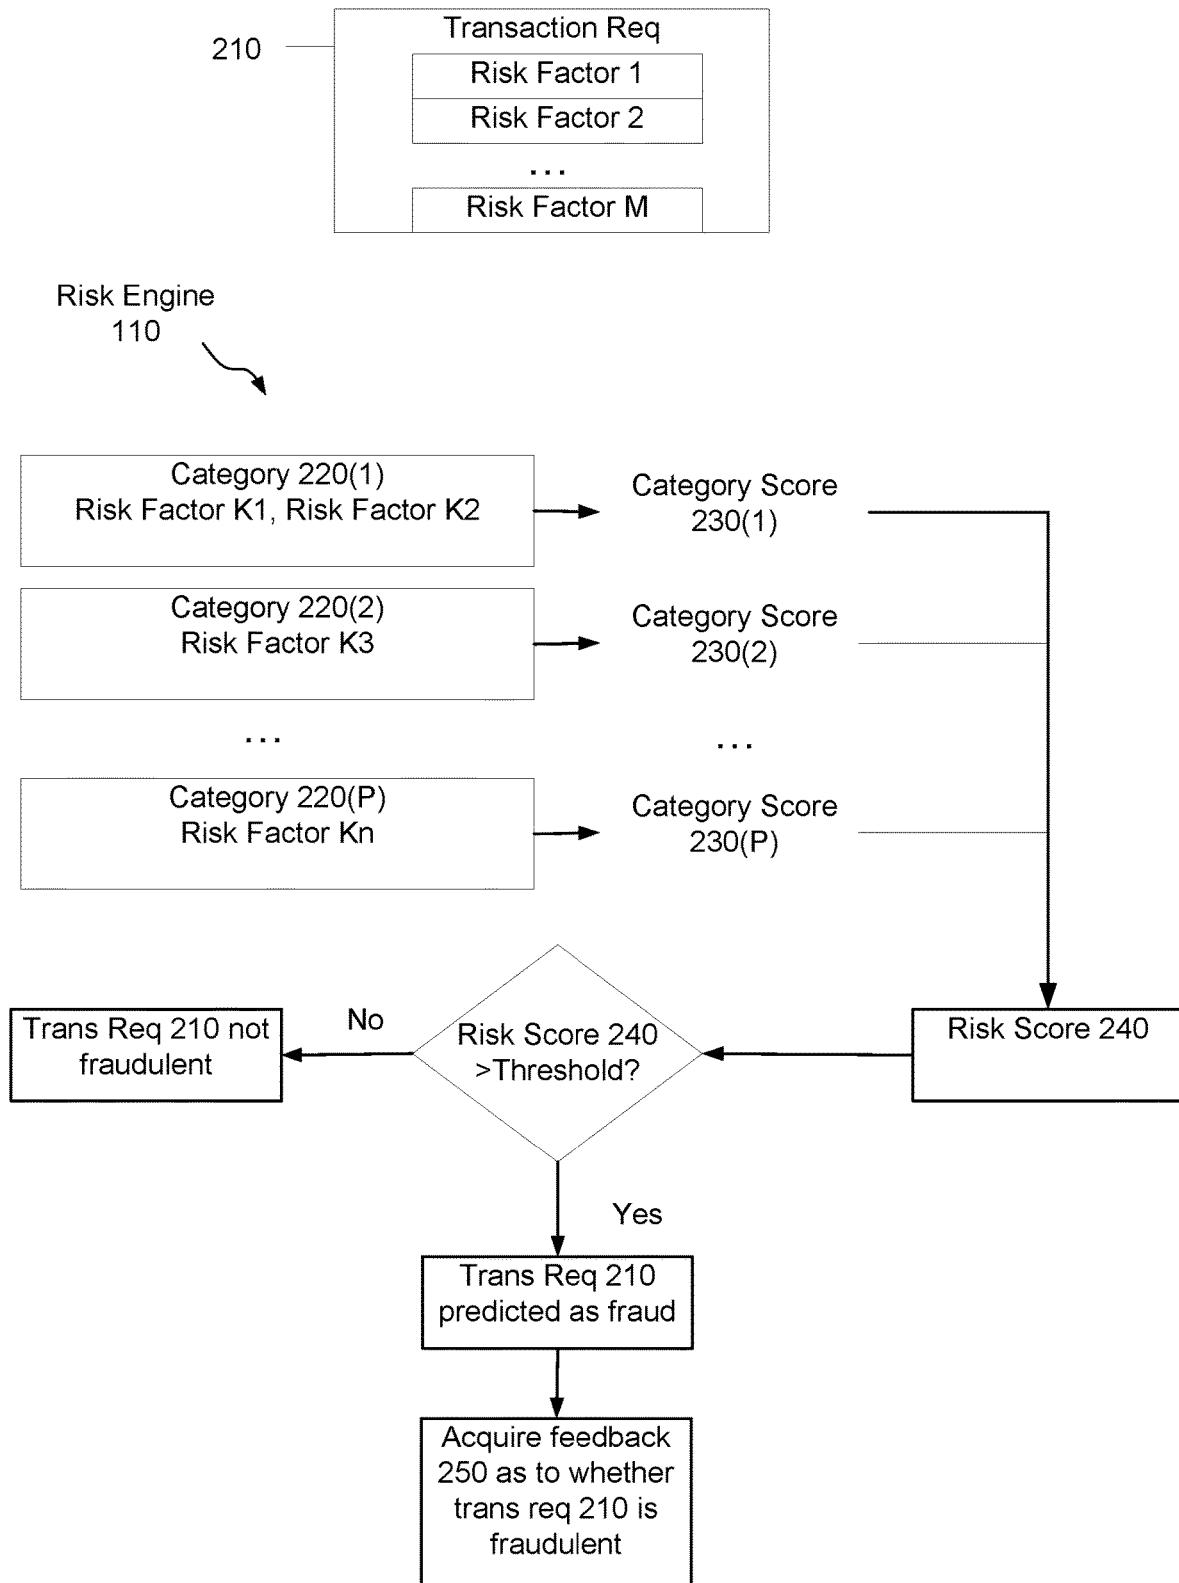 Transaction Req
210
Risk Factor 1
Risk Factor 2
...
Risk Factor M
Risk Engine
110
Category 220(1)
Risk Factor K1, Risk Factor K2
Category Score
230(1)
Category 220(2)
Risk Factor K3
Category Score
230(2)
...
...
Category 220(P)
Risk Factor Kn
Category Score
230(P)
Trans Req 210 not
fraudulent
No
Risk Score 240
>Threshold?
Risk Score 240
Yes
Trans Req 210
predicted as fraud
Acquire feedback
250 as to whether
trans req 210 is
fraudulent